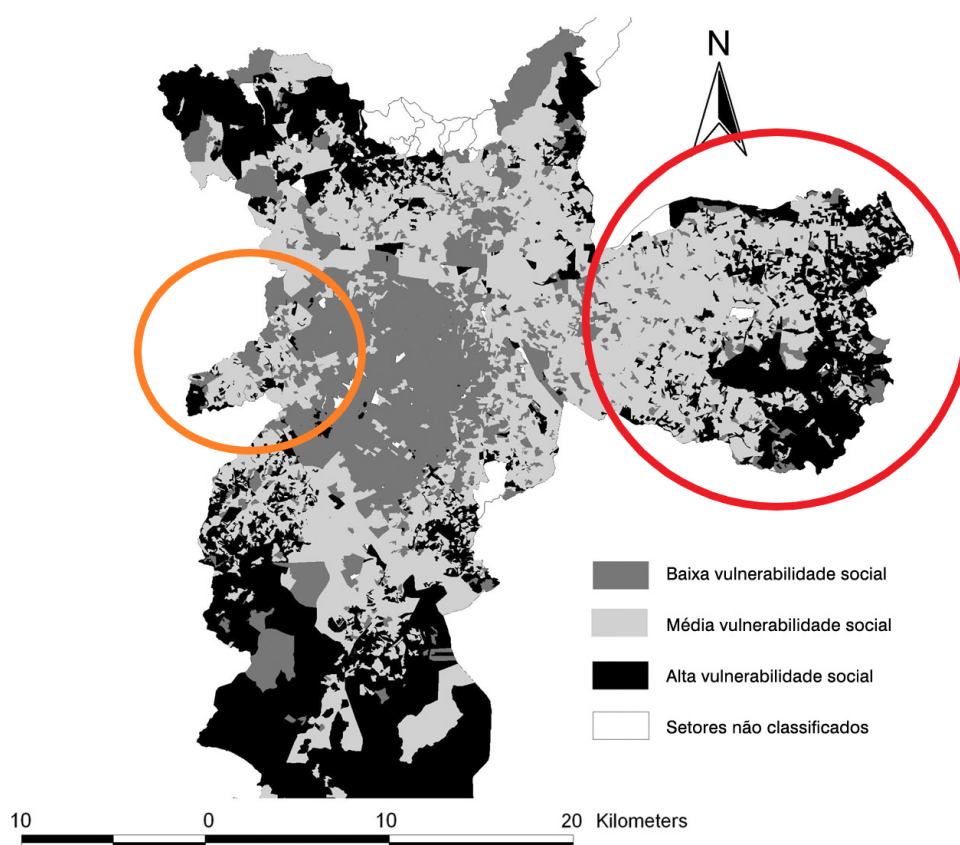 N
Baixa vulnerabilidade social
Média vulnerabilidade social
Alta vulnerabilidade social
Setores não classificados
10 0 10 20 Kilometers